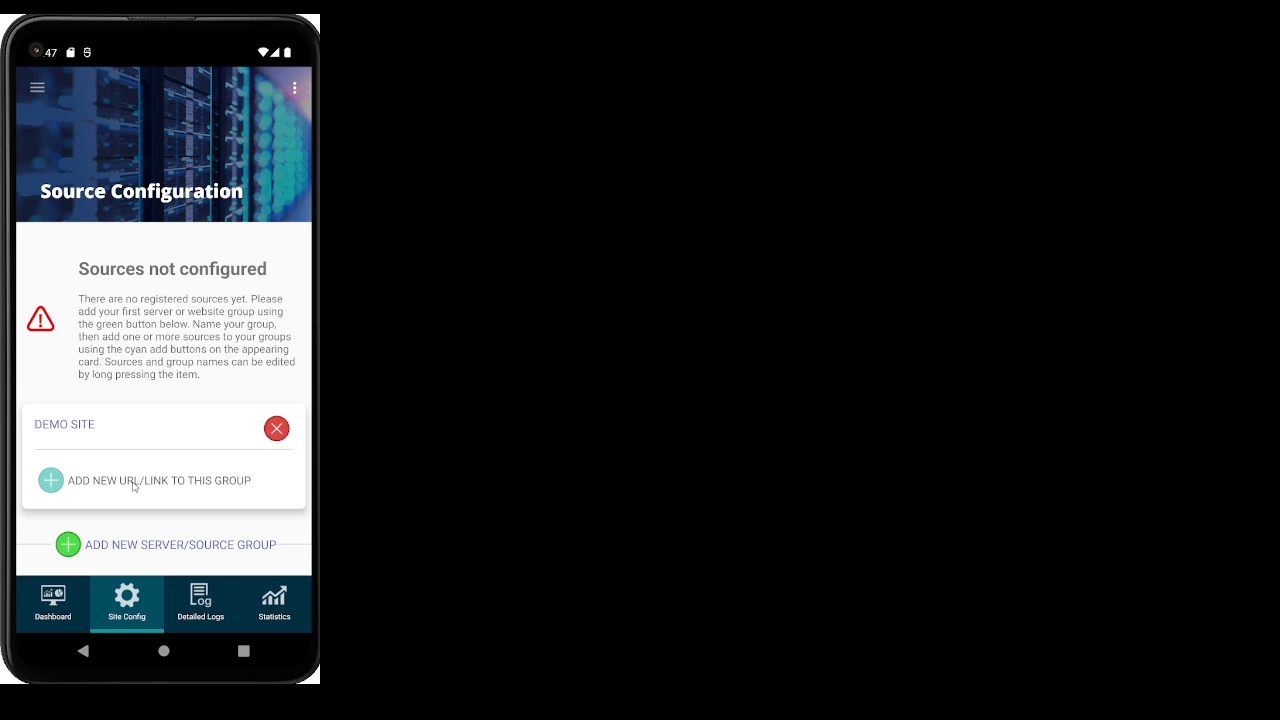 47
Source Configuration
Sources not configured
There are no registered sources yet. Please
add your first server or website group using
the green button below. Name your group,
then add one or more sources to your groups
using the cyan add buttons on the appearing
card. Sources and group names can be edited
by long pressing the item.
DEMO SITE
ADD NEW URL/LINK TO THIS GROUP
ADD NEW SERVER/SOURCE GROUP
Dashboard
Site Config
Log
Detailed Logs
Statistics